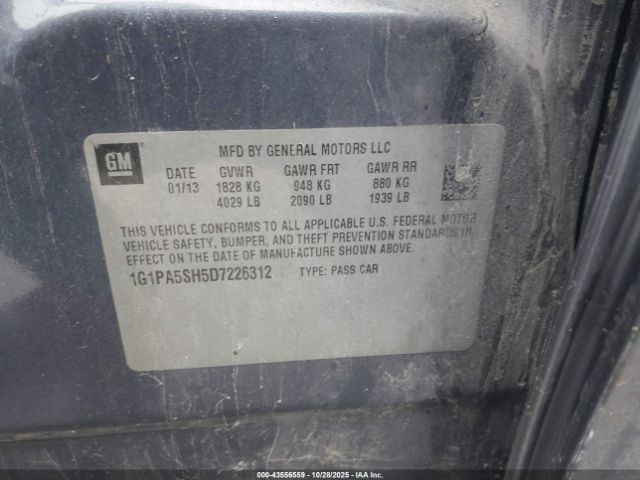 GM
MFD BY GENERAL MOTORS LLC
DATE GVWR GAWR FRT GAWR RR
01/13 1828 KG 948 KG 880 KG
4029 LB 2090 LB 1939 LB
THIS VEHICLE CONFORMS TO ALL APPLICABLE U.S. FEDERAL MOTOR
VEHICLE SAFETY, BUMPER, AND THEFT PREVENTION STANDARDS IN
EFFECT ON THE DATE OF MANUFACTURE SHOWN ABOVE.
1G1PA5SH5D7226312 TYPE: PASS CAR
000-43556559 | 10/28/2025 | IAAI.com